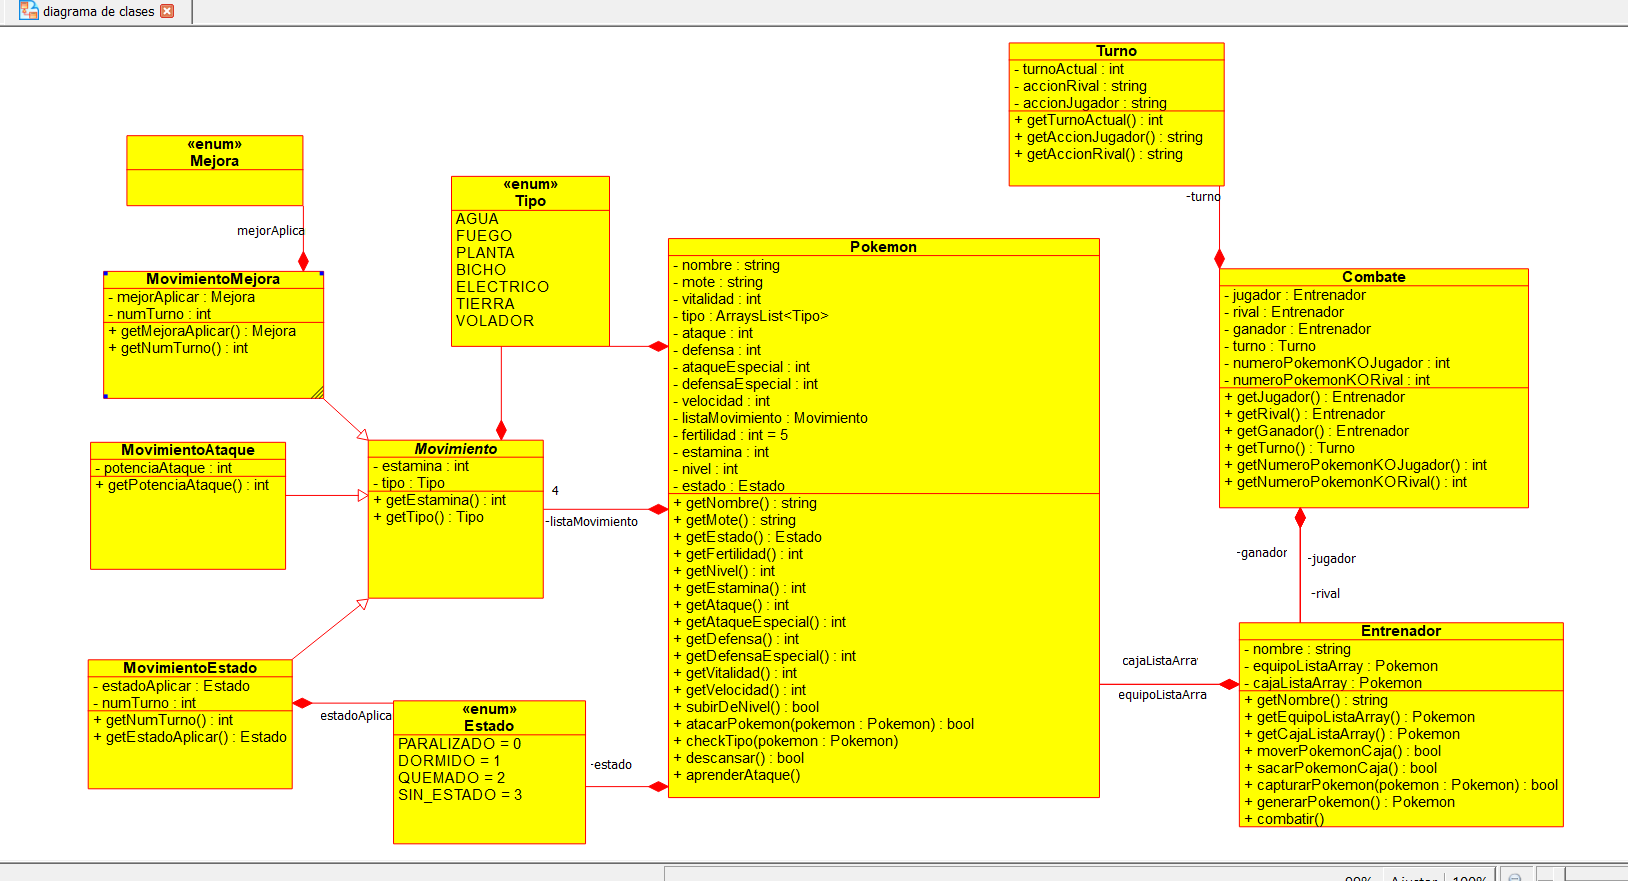 diagrama de clases
Turno
- turnoActual : int
- accionRival : string
- accionJugador : string
+ getTurnoActual() : int
+ getAccionJugador() : string
+ getAccionRival() : string
-turno
«enum»
Mejora
mejorAplica
MovimientoMejora
- mejorAplicar : Mejora
- numTurno : int
+ getMejoraAplicar() : Mejora
+ getNumTurno() : int
«enum»
Tipo
AGUA
FUEGO
PLANTA
BICHO
ELECTRICO
TIERRA
VOLADOR
Pokemon
- nombre : string
- mote : string
- vitalidad : int
- tipo : ArraysList<Tipo>
- ataque : int
- defensa : int
- ataqueEspecial : int
- defensaEspecial : int
- velocidad : int
- listaMovimiento : Movimiento
- fertilidad : int = 5
- estamina : int
- nivel : int
- estado : Estado
+ getNombre() : string
+ getMote() : string
+ getEstado() : Estado
+ getFertilidad() : int
+ getNivel() : int
+ getEstamina() : int
+ getAtaque() : int
+ getAtaqueEspecial() : int
+ getDefensa() : int
+ getDefensaEspecial() : int
+ getVitalidad() : int
+ getVelocidad() : int
+ subirDeNivel() : bool
+ atacarPokemon(pokemon : Pokemon) : bool
+ checkTipo(pokemon : Pokemon)
+ descansar() : bool
+ aprenderAtaque()
Combate
- jugador : Entrenador
- rival : Entrenador
- ganador : Entrenador
- turno : Turno
- numeroPokemonKOJugador : int
- numeroPokemonKORival : int
+ getJugador() : Entrenador
+ getRival() : Entrenador
+ getGanador() : Entrenador
+ getTurno() : Turno
+ getNumeroPokemonKOJugador() : int
+ getNumeroPokemonKORival() : int
MovimientoAtaque
- potenciaAtaque : int
+ getPotenciaAtaque() : int
Movimiento
- estamina : int
- tipo : Tipo
+ getEstamina() : int
+ getTipo() : Tipo
4
-listaMovimiento
-ganador
-jugador
-rival
MovimientoEstado
- estadoAplicar : Estado
- numTurno : int
+ getNumTurno() : int
+ getEstadoAplicar() : Estado
estadoAplica
«enum»
Estado
PARALIZADO = 0
DORMIDO = 1
QUEMADO = 2
SIN_ESTADO = 3
-estado
cajaListaArra
equipoListaArra
Entrenador
- nombre : string
- equipoListaArray : Pokemon
- cajaListaArray : Pokemon
+ getNombre() : string
+ getEquipoListaArray() : Pokemon
+ getCajaListaArray() : Pokemon
+ moverPokemonCaja() : bool
+ sacarPokemonCaja() : bool
+ capturarPokemon(pokemon : Pokemon) : bool
+ generarPokemon() : Pokemon
+ combatir()